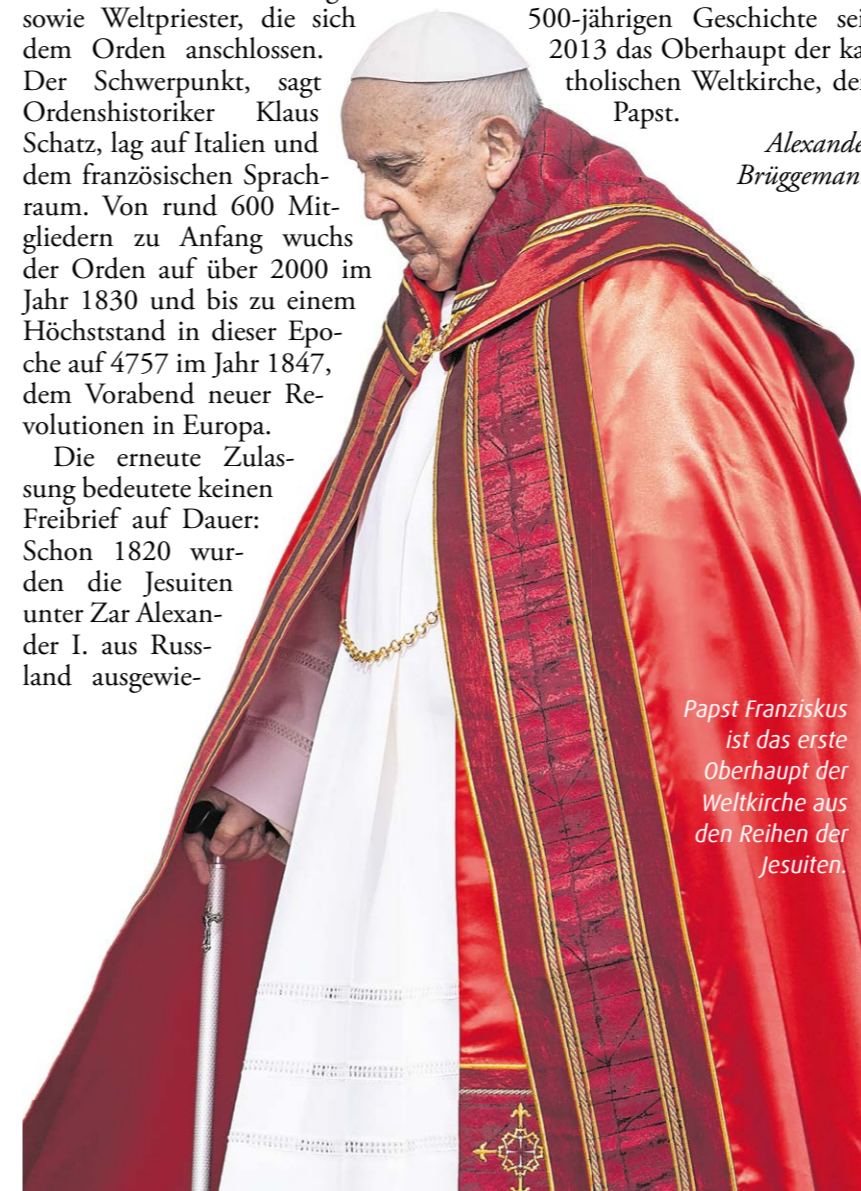 sowie Weltpriester, die sich
dem Orden anschlossen.
Der Schwerpunkt, sagt
Ordenshistoriker Klaus
Schatz, lag auf Italien und
dem französischen Sprach-
raum. Von rund 600 Mit-
gliedern zu Anfang wuchs
der Orden auf über 2000 im
Jahr 1830 und bis zu einem
Höchststand in dieser Epo-
che auf 4757 im Jahr 1847,
dem Vorabend neuer Re-
volutionen in Europa.
Die erneute Zulas-
sung bedeutete keinen
Freibrief auf Dauer:
Schon 1820 wur-
den die Jesuiten
unter Zar Alexan-
der I. aus Russ-
land ausgewie-
500-jährigen Geschichte sei
2013 das Oberhaupt der ka
tholischen Weltkirche, de
Papst.
Alexande
Brüggeman
Papst Franziskus
ist das erste
Oberhaupt der
Weltkirche aus
den Reihen der
Jesuiten.